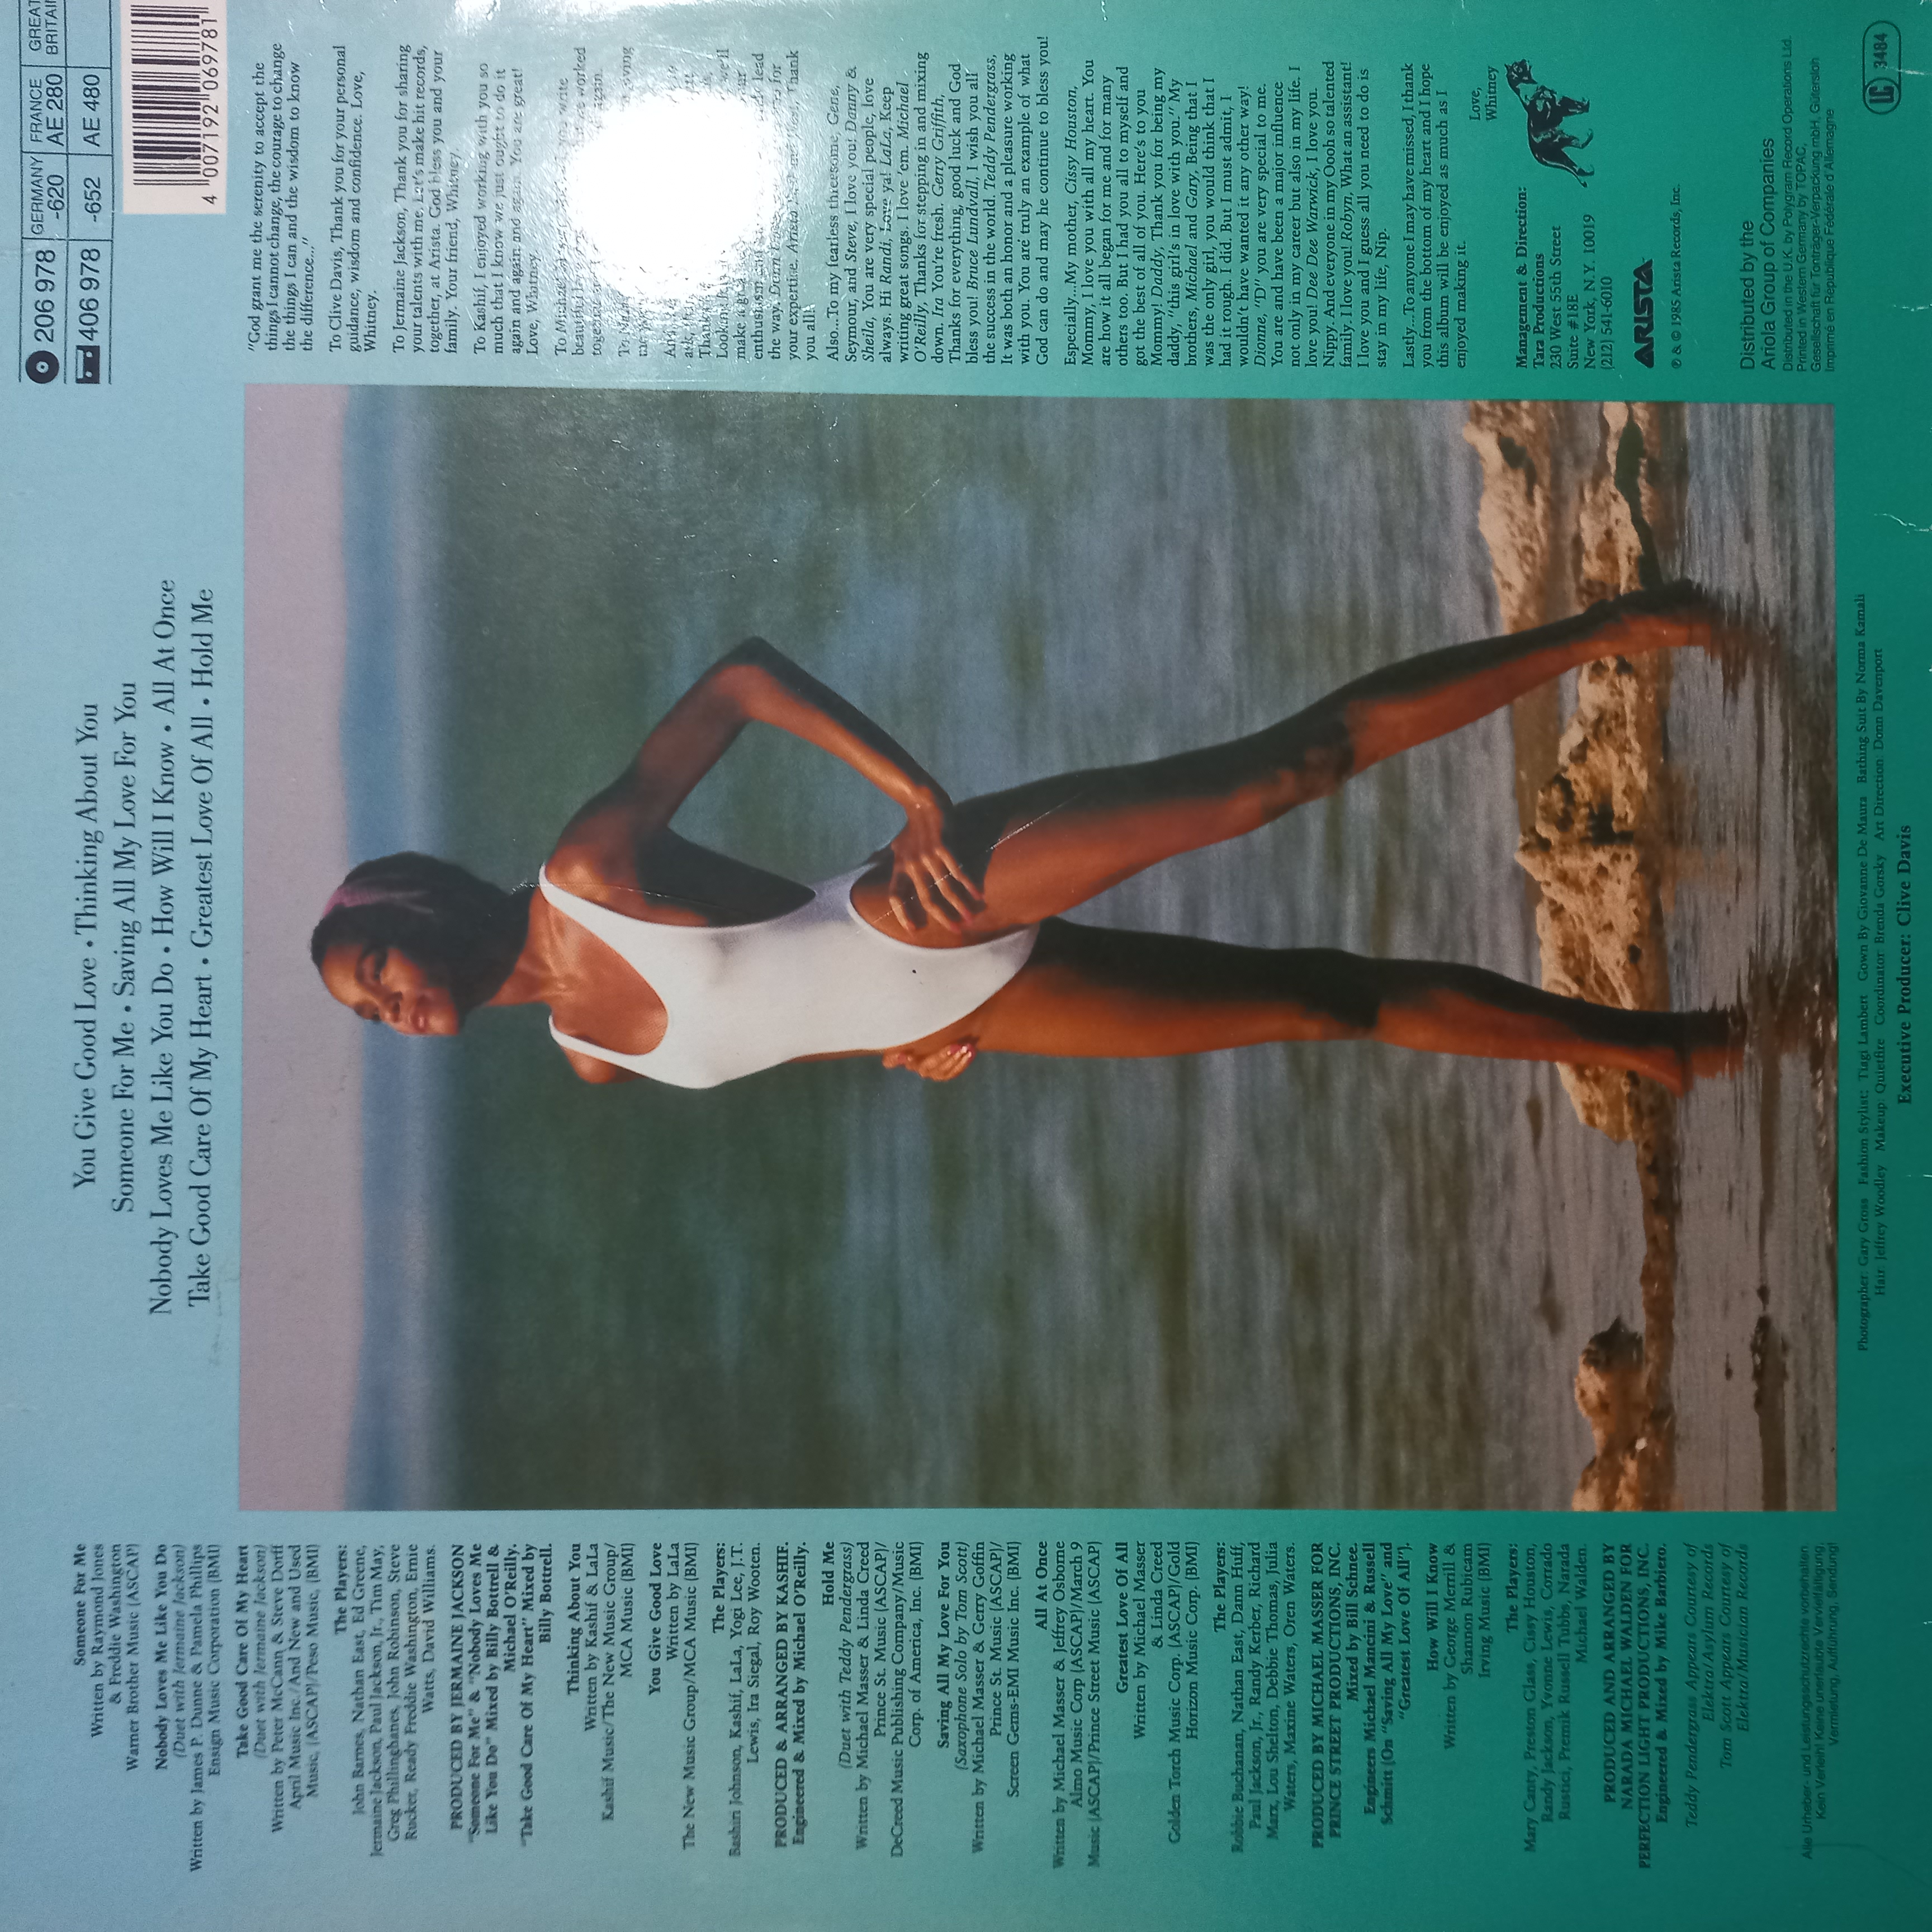 You Give Good Love • Thinking About You
Someone For Me • Saving All My Love For You
Nobody Loves Me Like You Do • How Will I Know • All At Once
Take Good Care Of My Heart • Greatest Love Of All • Hold Me
206 978
GERMANY
-620
FRANCE
AE 280
GREAT
BRITAIN
406 978
-652
AE 480
4 007192 069781
Someone For Me
Written by Raymond Jones
& Freddie Washington
Warner Brother Music (ASCAP)
Nobody Loves Me Like You Do
(Duet with Jermaine Jackson)
Written by James P. Dunne & Pamela Phillips
Ensign Music Corporation (BMI)
Take Good Care Of My Heart
(Duet with Jermaine Jackson)
Written by Peter McCann & Steve Dorff
April Music Inc./And New and Used
Music, (ASCAP)/Peso Music, (BMI)
The Players:
John Barnes, Nathan East, Ed Greene,
Jermaine Jackson, Paul Jackson, Jr., Tim May,
Greg Phillinghanes, John Robinson, Steve
Rucker, Ready Freddie Washington, Ernie
Watts, David Williams.
PRODUCED BY JERMAINE JACKSON
"Someone For Me" & "Nobody Loves Me
Like You Do" Mixed by Billy Bottrell &
Michael O'Reilly.
"Take Good Care Of My Heart" Mixed by
Billy Bottrell.
Thinking About You
Written by Kashif & LaLa
Kashif Music/The New Music Group/
MCA Music (BMI)
You Give Good Love
Written by LaLa
The New Music Group/MCA Music (BMI)
The Players:
Bashiri Johnson, Kashif, LaLa, Yogi Lee, J.T.
Lewis, Ira Siegal, Roy Wooten.
PRODUCED & ARRANGED BY KASHIF.
Engineered & Mixed by Michael O'Reilly.
Hold Me
(Duet with Teddy Pendergrass)
Written by Michael Masser & Linda Creed
Prince St. Music (ASCAP)/
DeCreed Music Publishing Company/Music
Corp. of America, Inc. (BMI)
Saving All My Love For You
(Saxophone Solo by Tom Scott)
Written by Michael Masser & Gerry Goffin
Prince St. Music (ASCAP)/
Screen Gems-EMI Music Inc. (BMI)
All At Once
Written by Michael Masser & Jeffrey Osborne
Almo Music Corp (ASCAP)/March 9
Music (ASCAP)/Prince Street Music (ASCAP)
Greatest Love Of All
Written by Michael Masser
& Linda Creed
Golden Torch Music Corp. (ASCAP)/Gold
Horizon Music Corp. (BMI)
The Players:
Robbie Buchanan, Nathan East, Dann Huff,
Paul Jackson, Jr., Randy Kerber, Richard
Marx, Lou Shelton, Debbie Thomas, Julia
Waters, Maxine Waters, Oren Waters.
PRODUCED BY MICHAEL MASSER FOR
PRINCE STREET PRODUCTIONS, INC.
Mixed by Bill Schnee.
Engineers Michael Mancini & Russell
Schmitt (On "Saving All My Love" and
"Greatest Love Of All").
How Will I Know
Written by George Merrill &
Shannon Rubicam
Irving Music (BMI)
The Players:
Mary Canty, Preston Glass, Cissy Houston,
Randy Jackson, Yvonne Lewis, Corrado
Rustici, Premik Russell Tubbs, Narada
Michael Walden.
PRODUCED AND ARRANGED BY
NARADA MICHAEL WALDEN FOR
PERFECTION LIGHT PRODUCTIONS, INC.
Engineered & Mixed by Mike Barbiero.
Teddy Pendergrass Appears Courtesy of
Elektra/Asylum Records
Tom Scott Appears Courtesy of
Elektra/Musician Records
Alle Urheber- und Leistungsschutzrechte vorbehalten
Kein Verleih! Keine unerlaubte Vervielfältigung,
Vermietung, Aufführung, Sendung!
"God grant me the serenity to accept the
things I cannot change, the courage to change
the things I can and the wisdom to know
the difference..."
To Clive Davis, Thank you for your personal
guidance, wisdom and confidence. Love,
Whitney.
To Jermaine Jackson, Thank you for sharing
your talents with me. Let's make hit records,
together, at Arista. God bless you and your
family. Your friend, Whitney.
To Kashif, I enjoyed working with you so
much that I know we just ought to do it
again and again and again. You are great!
Love, Whitney.
To Michael write
beautiful worked
again.
make
enthusiasm lead
the way. for
your expertise. Arista Thank
you all!
Also...To my fearless threesome, Gene,
Seymour, and Steve, I love you! Danny &
Sheila, You are very special people, love
always. Hi Randi, Love ya! LaLa, Keep
writing great songs. I love 'em. Michael
O'Reilly, Thanks for stepping in and mixing
down. Ira You're fresh. Gerry Griffith,
Thanks for everything, good luck and God
bless you! Bruce Lundvall, I wish you all
the success in the world. Teddy Pendergrass,
It was both an honor and a pleasure working
with you. You are truly an example of what
God can do and may he continue to bless you!
Especially...My mother, Cissy Houston,
Mommy, I love you with all my heart. You
are how it all began for me and for many
others too. But I had you all to myself and
got the best of all of you. Here's to you
Mommy! Daddy, Thank you for being my
daddy, "this girl's in love with you." My
brothers, Michael and Gary, Being that I
was the only girl, you would think that I
had it rough. I did. But I must admit, I
wouldn't have wanted it any other way!
Dionne, "D" you are very special to me.
You are and have been a major influence
not only in my career but also in my life. I
love you! Dee Dee Warwick, I love you.
Nippy. And everyone in my Oooh so talented
family. I love you! Robyn, What an assistant!
I love you and I guess all you need to do is
stay in my life, Nip.
Lastly...To anyone I may have missed, I thank
you from the bottom of my heart and I hope
this album will be enjoyed as much as I
enjoyed making it.
Love,
Whitney
Management & Direction:
Tara Productions
230 West 55th Street
Suite #18E
New York, N.Y. 10019
(212) 541-6010
ARISTA
℗ & © 1985 Arista Records, Inc.
Distributed by the
Ariola Group of Companies
Distributed in the U.K. by Polygram Record Operations Ltd.
Printed in Western Germany by TOPAC,
Gesellschaft für Tonträger-Verpackung mbH, Gütersloh
Imprimé en République Fédérale d'Allemagne
LC 3484
Photographer: Gary Gross Fashion Stylist: Tiagi Lambert Gown By Giovanne De Maura Bathing Suit By Norma Kamali
Hair: Jeffrey Woodley Makeup: Quietfire Coordinator: Brenda Gorsky Art Direction: Donn Davenport
Executive Producer: Clive Davis